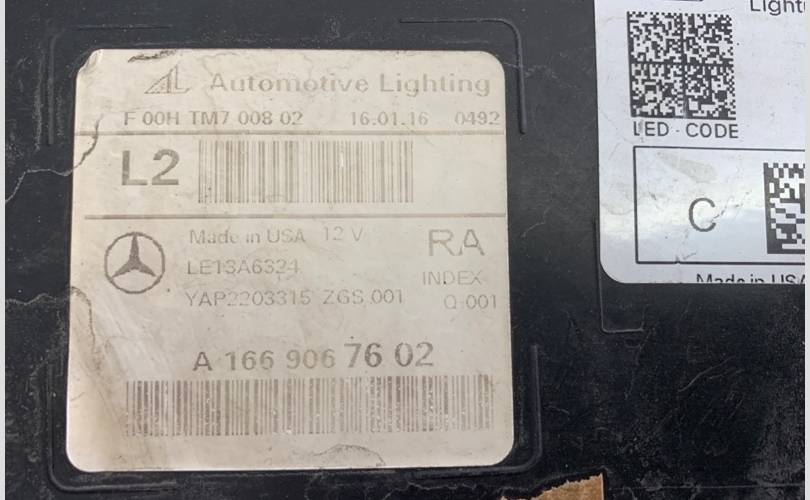 Automotive Lighting
F 00H TM7 008 02 16.01.16 0492
L2
Made in USA 12 V RA
LE13A6324
INDEX
YAP2203315 ZGS 001 Q 001
A 166 906 76 02
LED - CODE
C
Made in USA